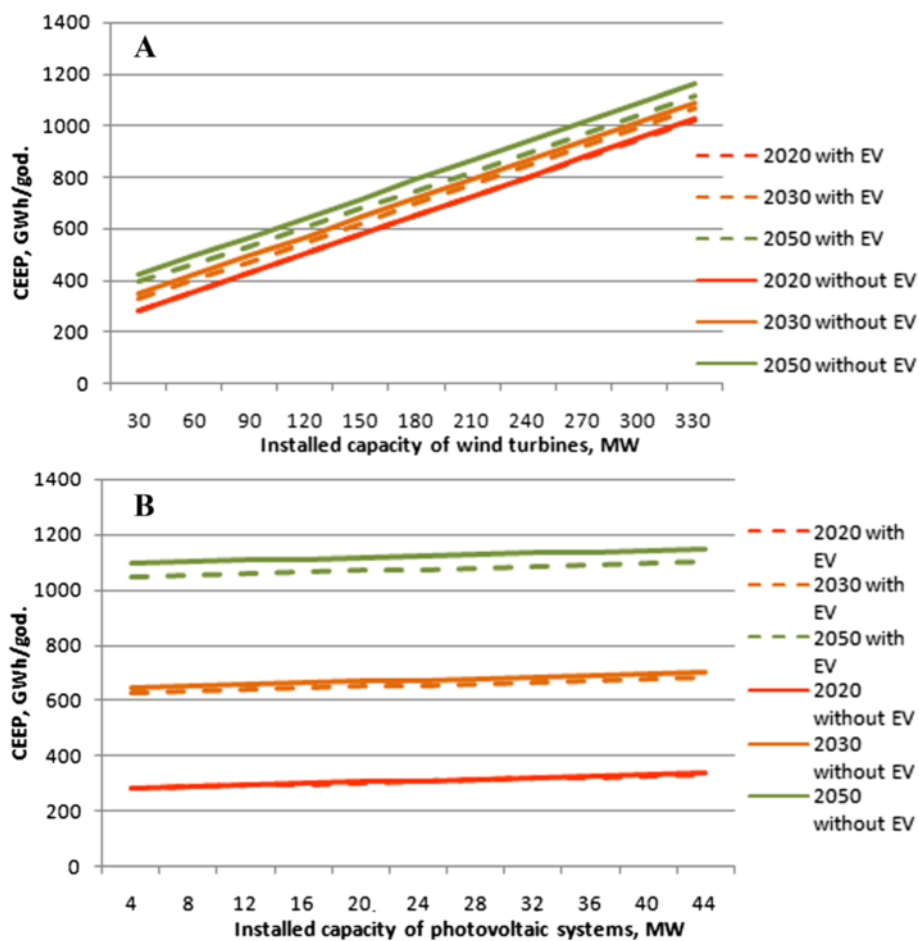 1400
A
1200
1000
800
600
400
200
0
CEEP, GWh/god.
30 60 90 120 150 180 210 240 270 300 330
Installed capacity of wind turbines, MW
2020 with EV
2030 with EV
2050 with EV
2020 without EV
2030 without EV
2050 without EV
1400
B
1200
1000
800
600
400
200
0
CEEP, GWh/god.
4 8 12 16 20 24 28 32 36 40 44
Installed capacity of photovoltaic systems, MW
2020 with
EV
2030 with
EV
2050 with
EV
2020
without EV
2030
without EV
2050
without EV